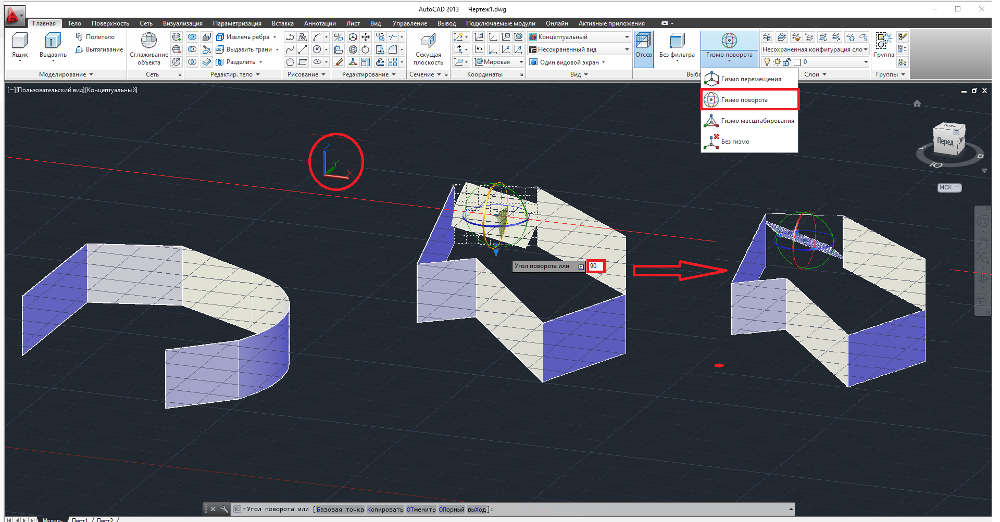 AutoCAD 2013 Чертеж1.dwg
Главная Тело Поверхность Сеть Визуализация Параметризация Вставка Аннотации Лист Вид Управление Вывод Подключаемые модули Онлайн Активные приложения
Ящик
Выдавить
Политело
Вытягивание
Сглаживание
объекта
Извлечь ребра
Выдавить грани
Разделить
Секущая
плоскость
Мировая
Концептуальный
Несохраненный вид
Один видовой экран
Отсев
Без фильтра
Гизмо поворота
Несохраненная конфигурация сло
0
Группа
Моделирование Сеть Редактир. тело Рисование Редактирование Сечение Координаты Вид Выбо Слои Группы
Гизмо перемещения
Гизмо поворота
Гизмо масштабирования
Без гизмо
[−][Пользовательский вид][Концептуальный]
Z
Y
X
Перед
З
Ю
В
МСК
Угол поворота или 90
Угол поворота или [Базовая точка Копировать ОТменить ОПорный выХод]:
Модель Лист1 Лист2